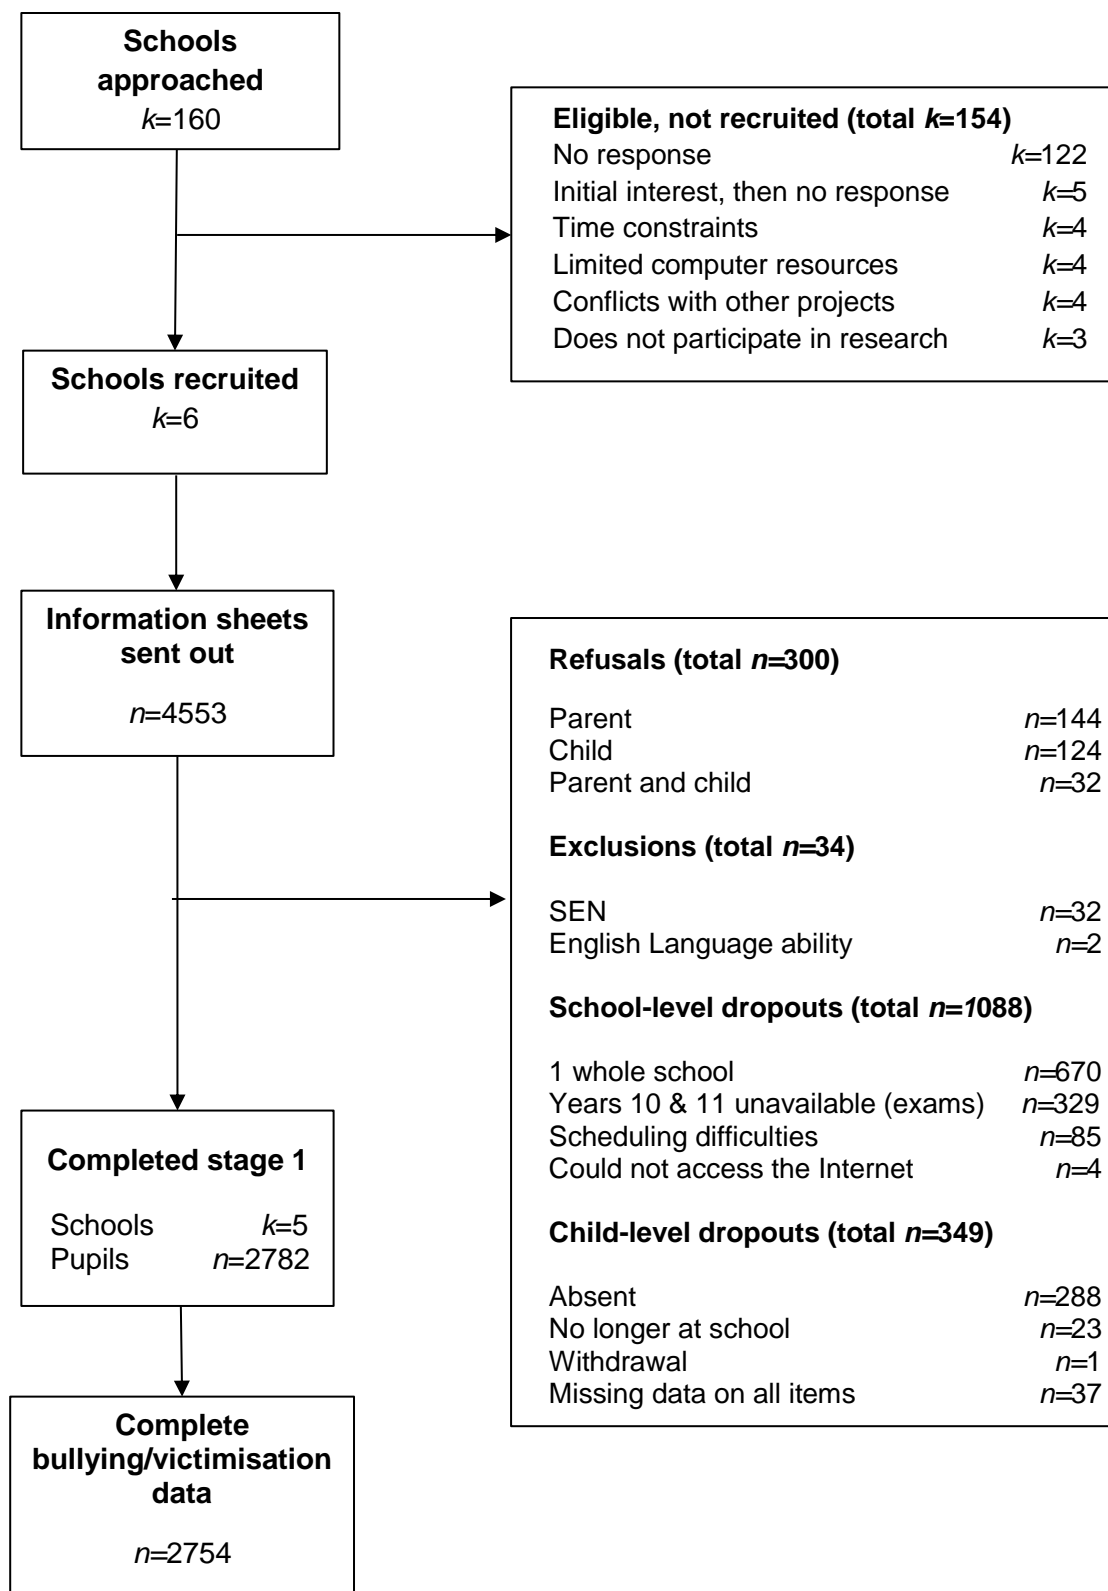 Schools
approached
k=160
Eligible, not recruited (total k=154)
No response k=122
Initial interest, then no response k=5
Time constraints k=4
Limited computer resources k=4
Conflicts with other projects k=4
Does not participate in research k=3
Schools recruited
k=6
Information sheets
sent out
n=4553
Refusals (total n=300)
Parent n=144
Child n=124
Parent and child n=32
Exclusions (total n=34)
SEN n=32
English Language ability n=2
School-level dropouts (total n=1088)
1 whole school n=670
Years 10 & 11 unavailable (exams) n=329
Scheduling difficulties n=85
Could not access the Internet n=4
Child-level dropouts (total n=349)
Absent n=288
No longer at school n=23
Withdrawal n=1
Missing data on all items n=37
Completed stage 1
Schools k=5
Pupils n=2782
Complete
bullying/victimisation
data
n=2754